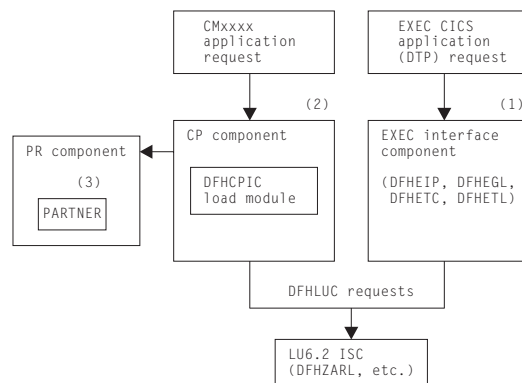 CMxxxx
application
request
EXEC CICS
application
(DTP) request
(2)
(1)
CP component
EXEC interface
component
PR component
(3)
PARTNER
DFHCPIC
load module
(DFHEIP, DFHEGL,
DFHETC, DFHETL)
DFHLUC requests
LU6.2 ISC
(DFHZARL, etc.)